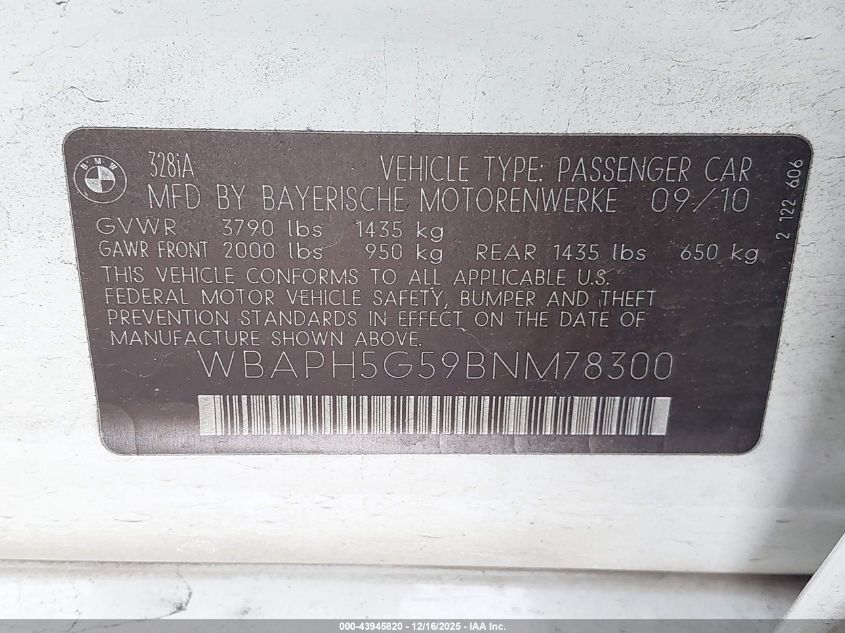 BMW
328iA VEHICLE TYPE: PASSENGER CAR
MFD BY BAYERISCHE MOTORENWERKE 09/10
GVWR 3790 lbs 1435 kg
GAWR FRONT 2000 lbs 950 kg REAR 1435 lbs 650 kg
THIS VEHICLE CONFORMS TO ALL APPLICABLE U.S.
FEDERAL MOTOR VEHICLE SAFETY, BUMPER AND THEFT
PREVENTION STANDARDS IN EFFECT ON THE DATE OF
MANUFACTURE SHOWN ABOVE.
WBAPH5G59BNM78300
2 122 606
000-43945820 - 12/16/2025 - IAA Inc.